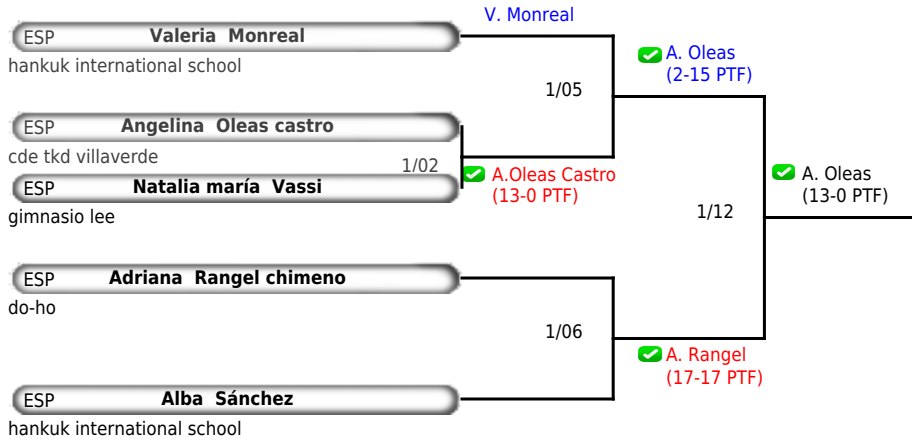 V. Monreal
ESP Valeria Monreal
hankuk international school
A. Oleas
(2-15 PTF)
1/05
ESP Angelina Oleas castro
cde tkd villaverde
1/02
A.Oleas Castro
(13-0 PTF)
ESP Natalia maría Vassi
gimnasio lee
A. Oleas
(13-0 PTF)
1/12
ESP Adriana Rangel chimeno
do-ho
1/06
A. Rangel
(17-17 PTF)
ESP Alba Sánchez
hankuk international school